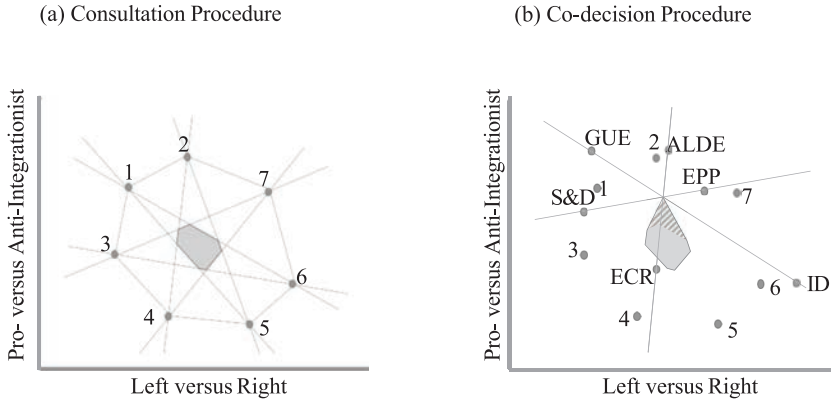 (a) Consultation Procedure
Pro- versus Anti-Integrationist
2
1
7
3
6
4
5
Left versus Right
(b) Co-decision Procedure
Pro- versus Anti-Integrationist
GUE
2 ALDE
EPP
1
7
S&D
3
ECR
6
ID
4
5
Left versus Right